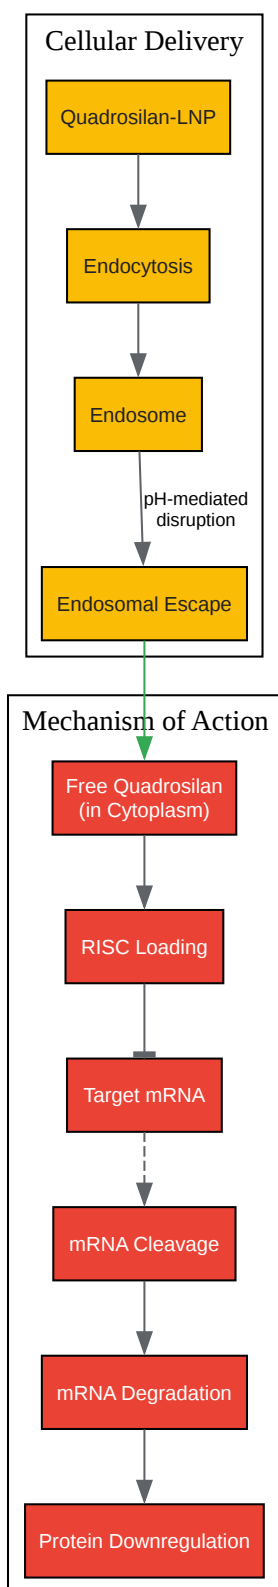 Cellular Delivery
Quadrosilan-LNP
Endocytosis
Endosome
pH-mediated
disruption
Endosomal Escape
Mechanism of Action
Free Quadrosilan
(in Cytoplasm)
RISC Loading
Target mRNA
mRNA Cleavage
mRNA Degradation
Protein Downregulation